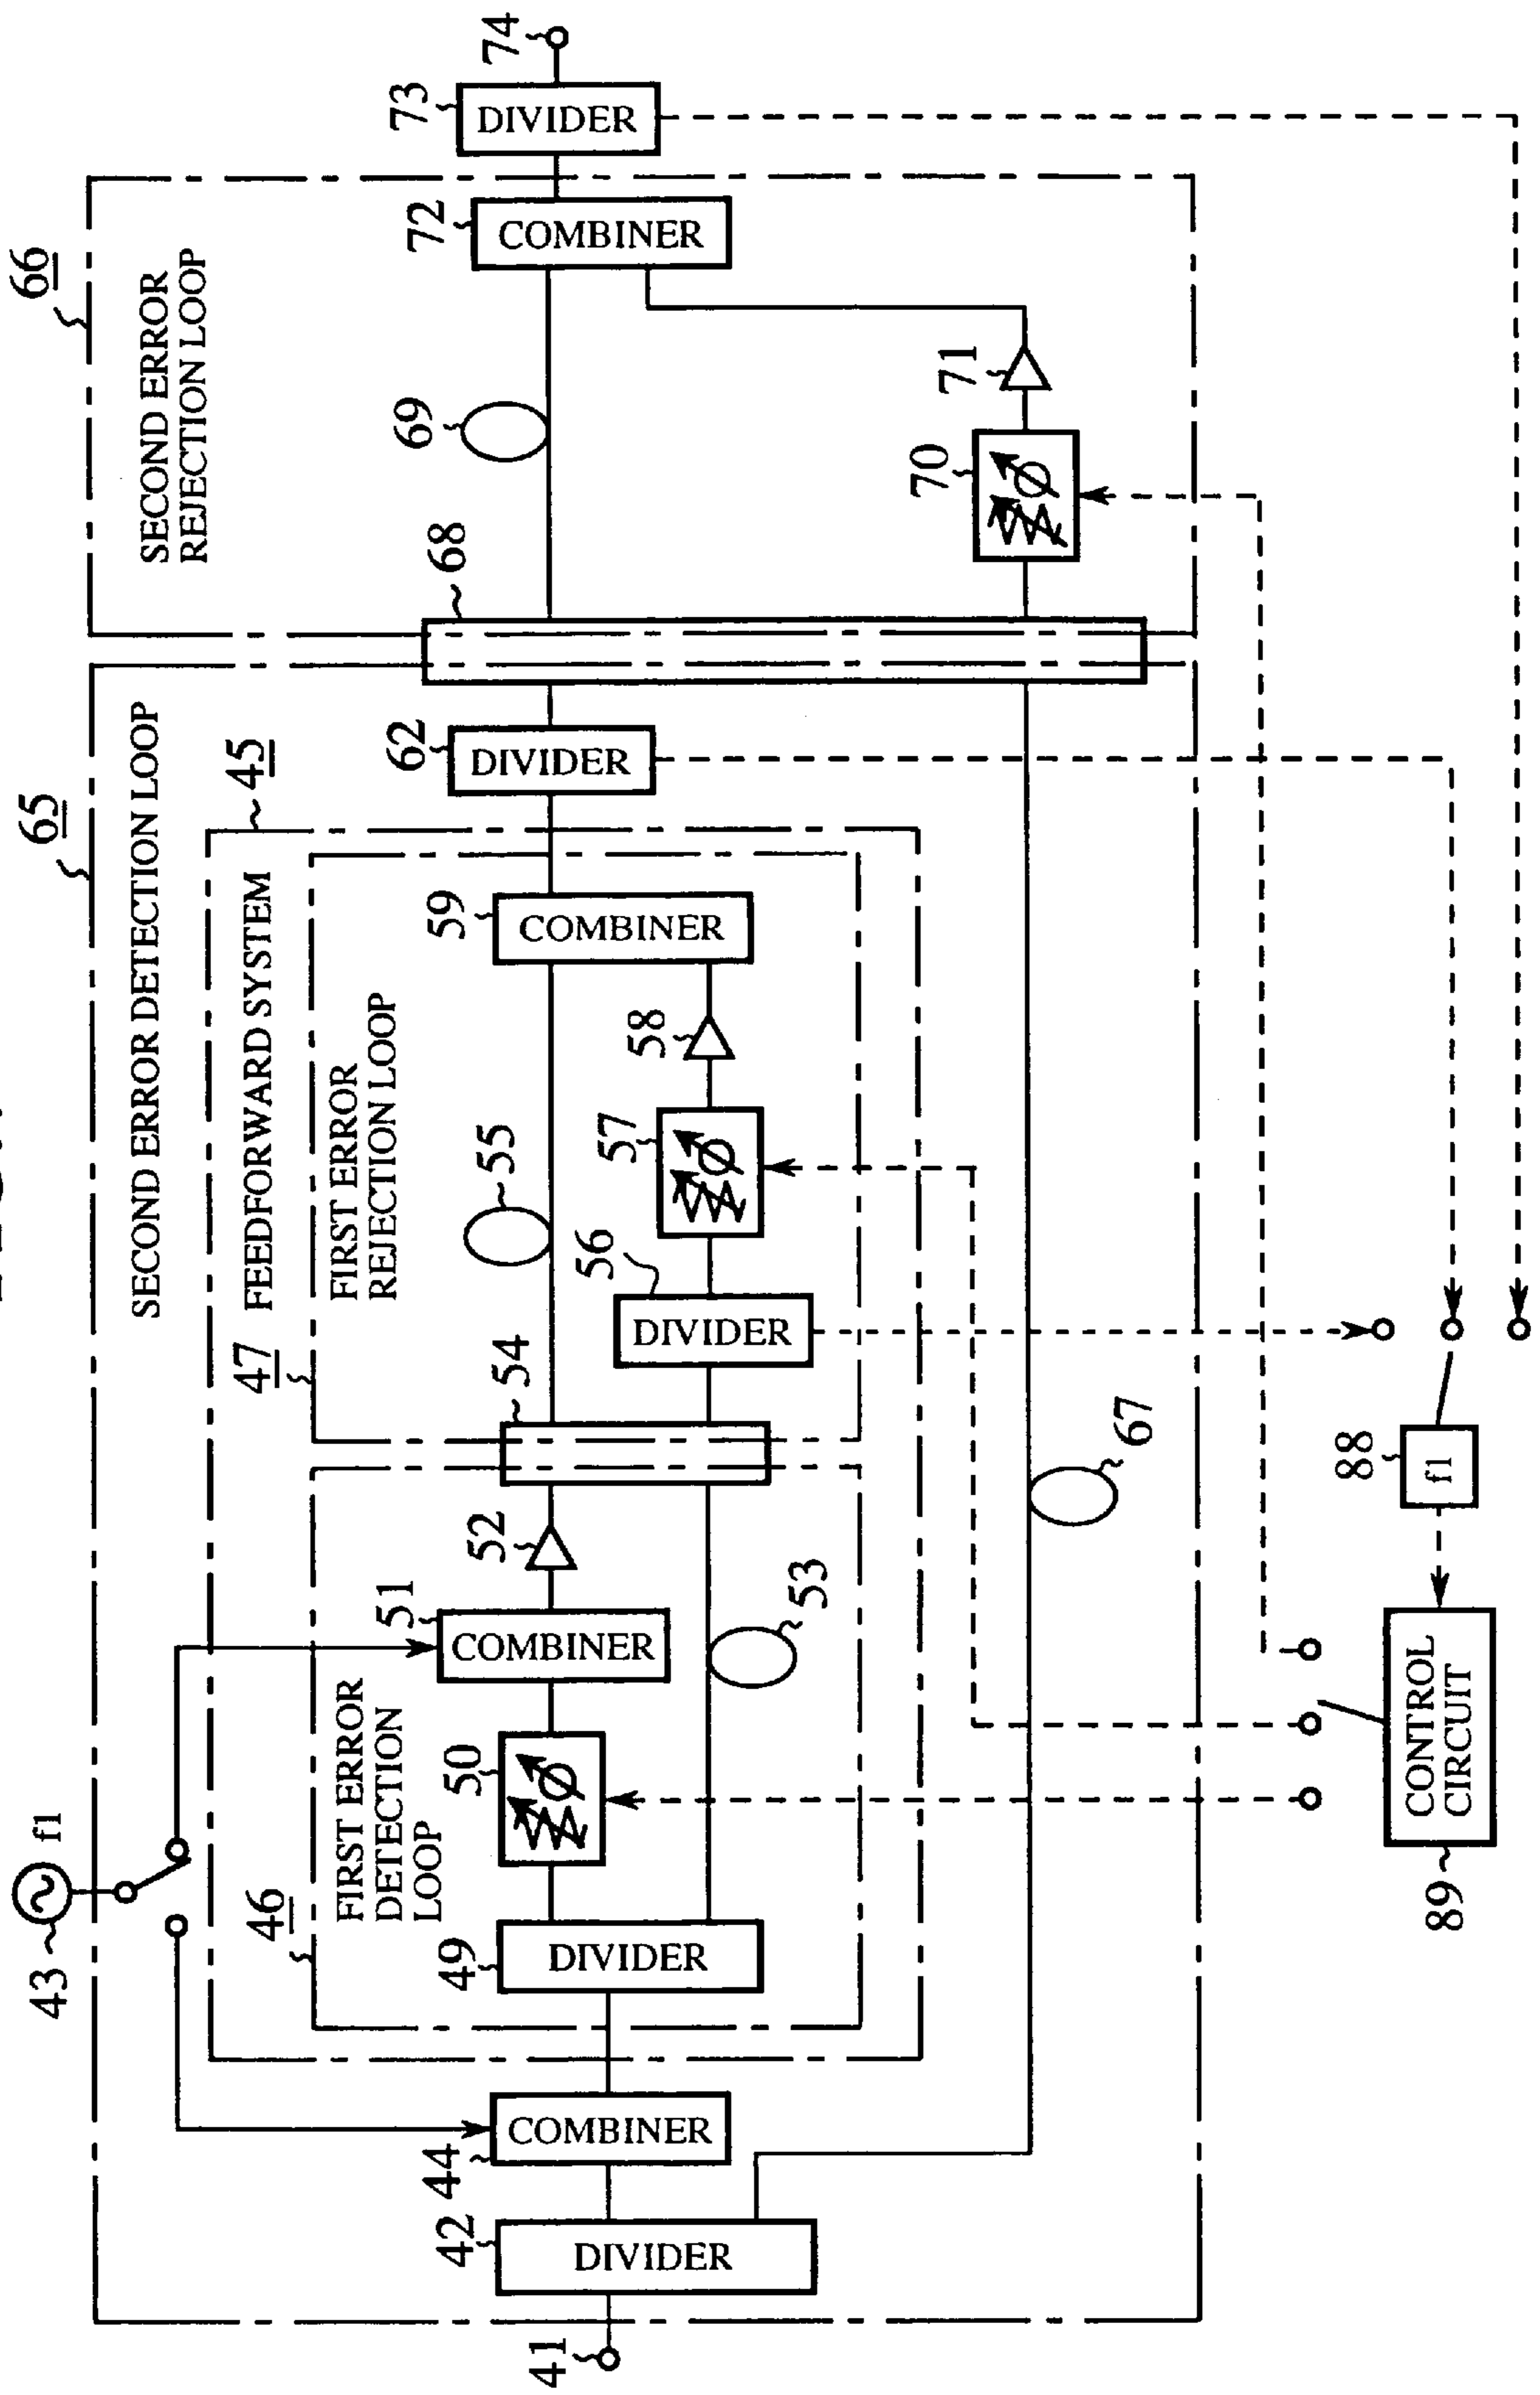 66
SECOND ERROR
REJECTION LOOP
65
SECOND ERROR DETECTION LOOP
45
47 FEEDFORWARD SYSTEM
FIRST ERROR
REJECTION LOOP
46
FIRST ERROR
DETECTION
LOOP
43
f1
41
42
DIVIDER
44
COMBINER
49
DIVIDER
50
51
COMBINER
52
53
54
55
56
DIVIDER
57
58
59
COMBINER
62
DIVIDER
67
68
69
70
71
72
COMBINER
73
DIVIDER
74
88
f1
CONTROL
CIRCUIT
89